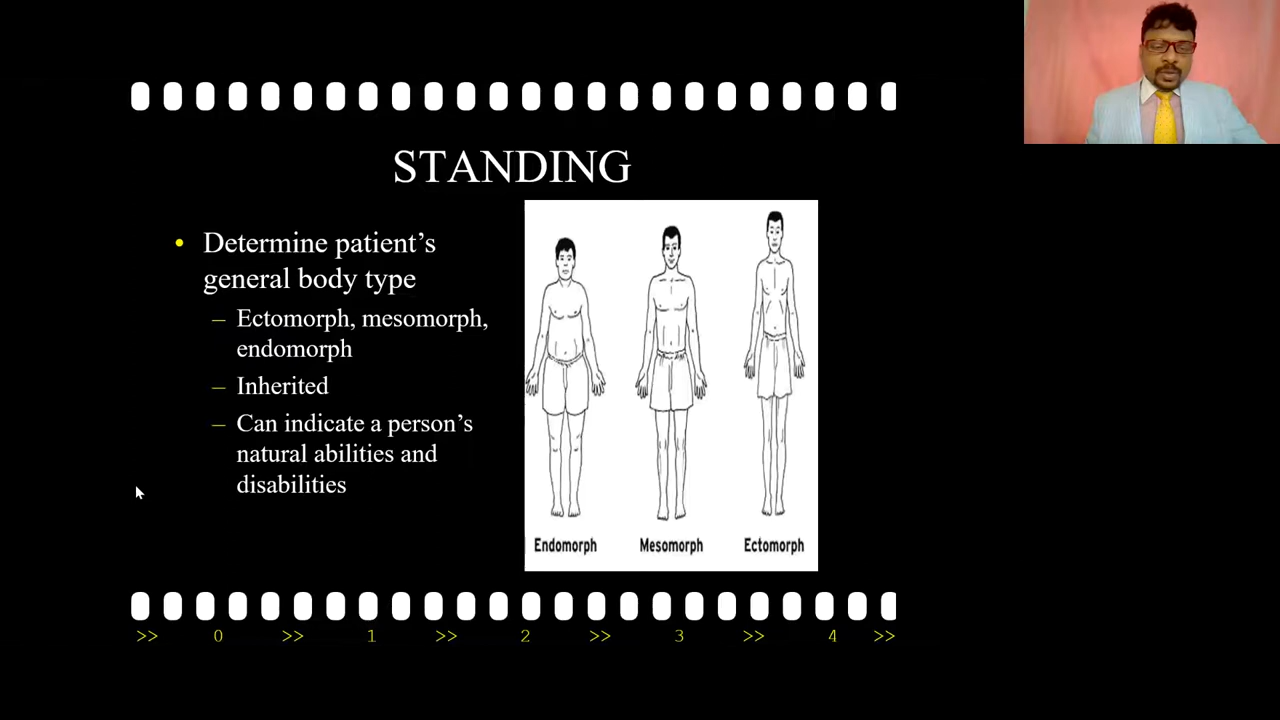 STANDING
• Determine patient's
general body type
– Ectomorph, mesomorph,
endomorph
– Inherited
– Can indicate a person's
natural abilities and
disabilities
Endomorph Mesomorph Ectomorph
>> 0 >> 1 >> 2 >> 3 >> 4 >>